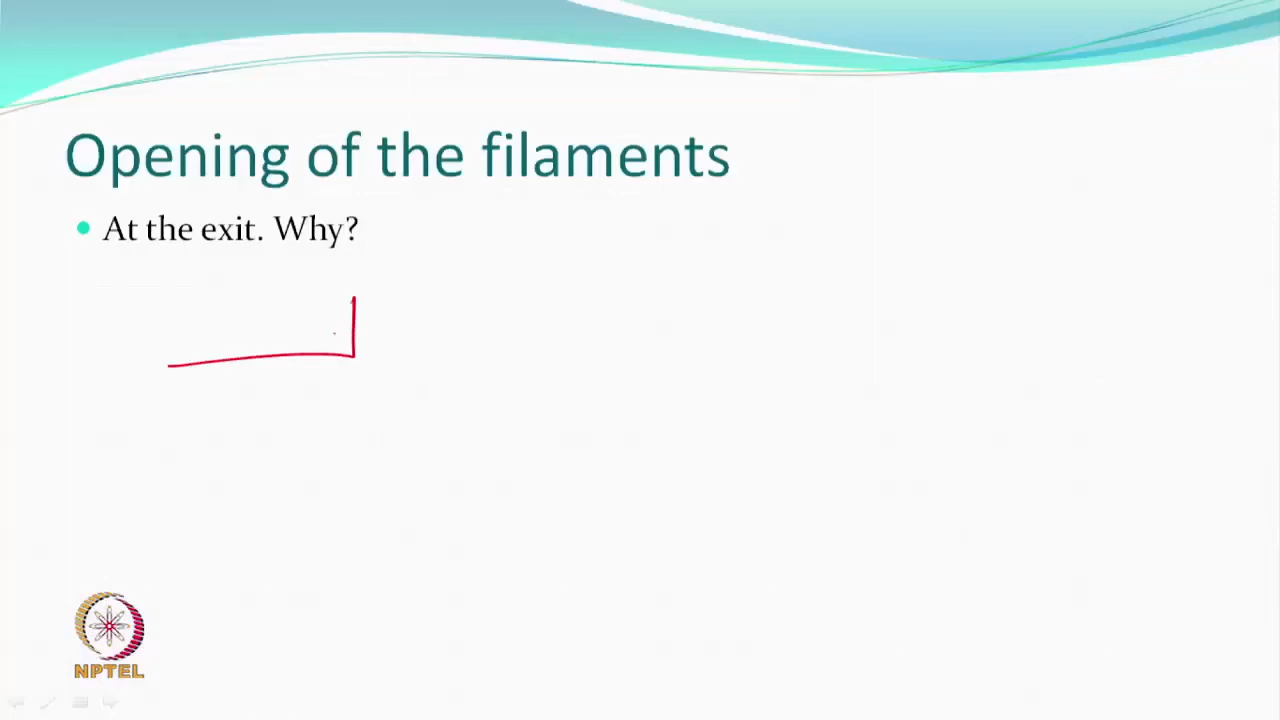 Opening of the filaments
At the exit. Why?
NPTEL